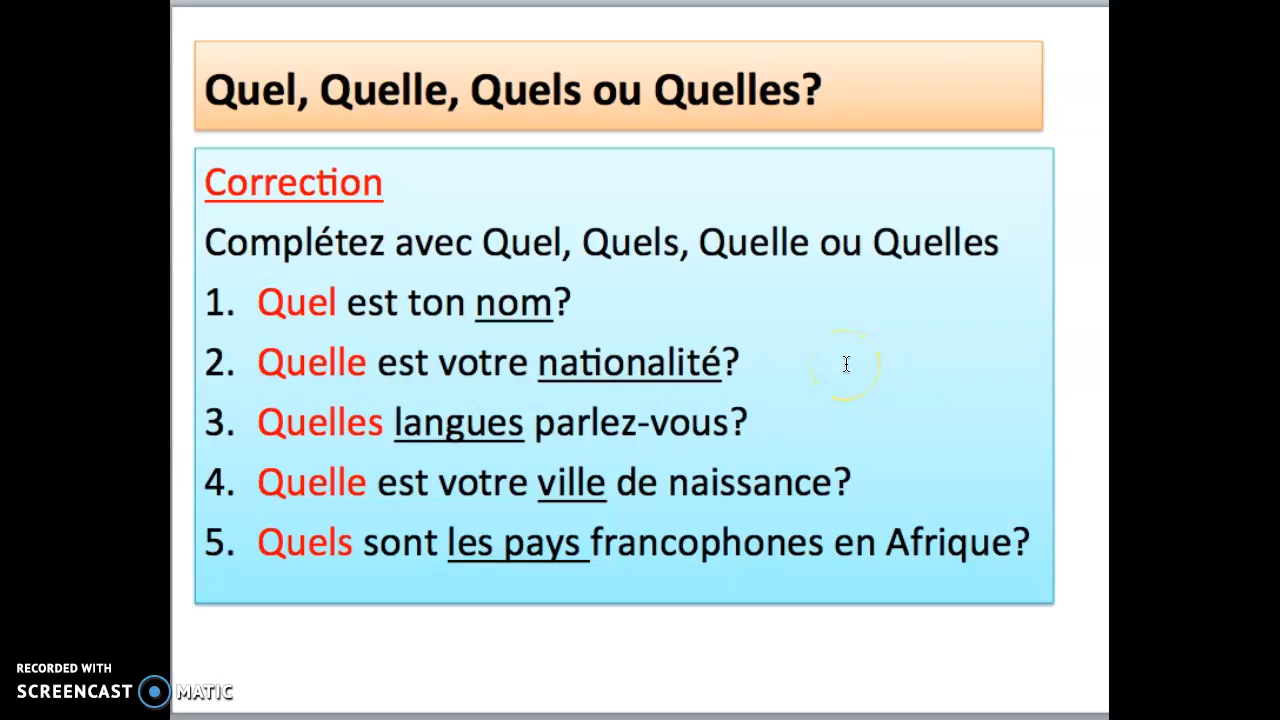 Quel, Quelle, Quels ou Quelles?
Correction
Complétez avec Quel, Quels, Quelle ou Quelles
1. Quel est ton nom?
2. Quelle est votre nationalité?
3. Quelles langues parlez-vous?
4. Quelle est votre ville de naissance?
5. Quels sont les pays francophones en Afrique?
RECORDED WITH
SCREENCAST MATIC